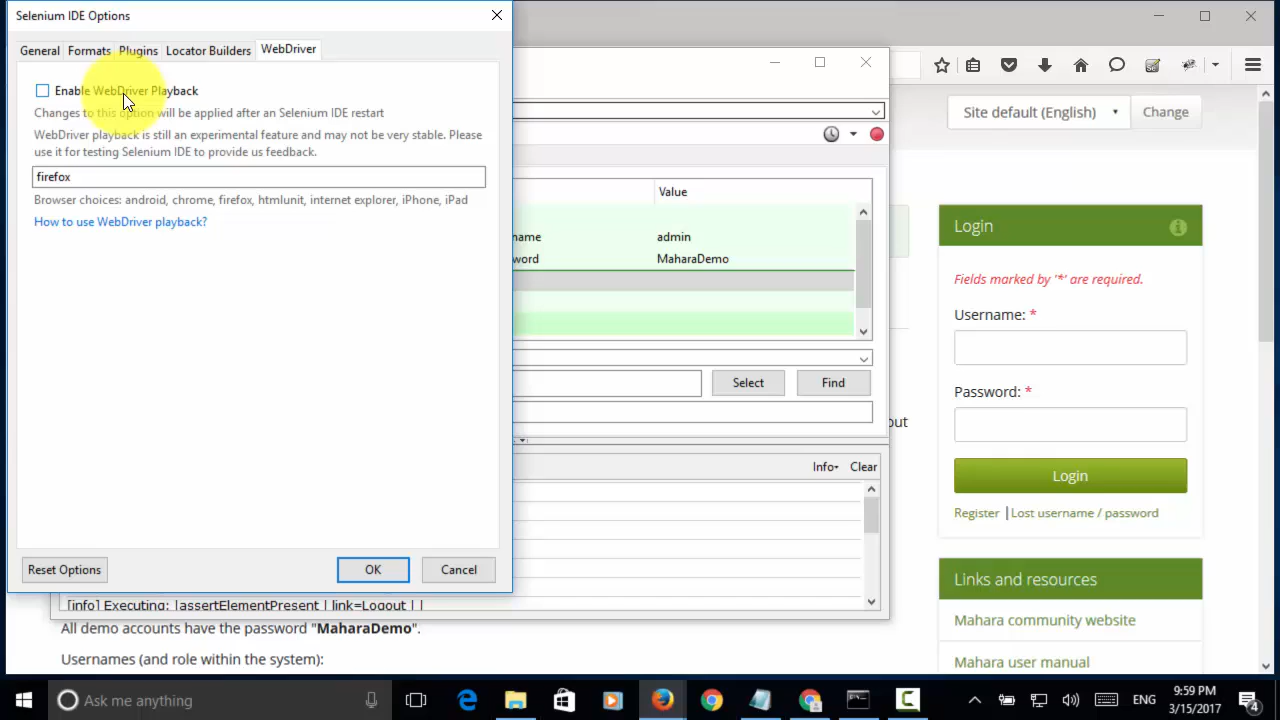 Selenium IDE Options
General Formats Plugins Locator Builders WebDriver
Enable WebDriver Playback
Changes to this option will be applied after an Selenium IDE restart
WebDriver playback is still an experimental feature and may not be very stable. Please
use it for testing Selenium IDE to provide us feedback.
firefox
Browser choices: android, chrome, firefox, htmlunit, internet explorer, iPhone, iPad
How to use WebDriver playback?
Reset Options OK Cancel
Value
name admin
word MaharaDemo
Select Find
Info Clear
[info] Executing: |assertElementPresent | link=Logout | |
out
All demo accounts have the password "MaharaDemo".
Usernames (and role within the system):
Site default (English) Change
Login
Fields marked by '*' are required.
Username: *
Password: *
Login
Register | Lost username / password
Links and resources
Mahara community website
Mahara user manual
Ask me anything
ENG
9:59 PM
3/15/2017
4